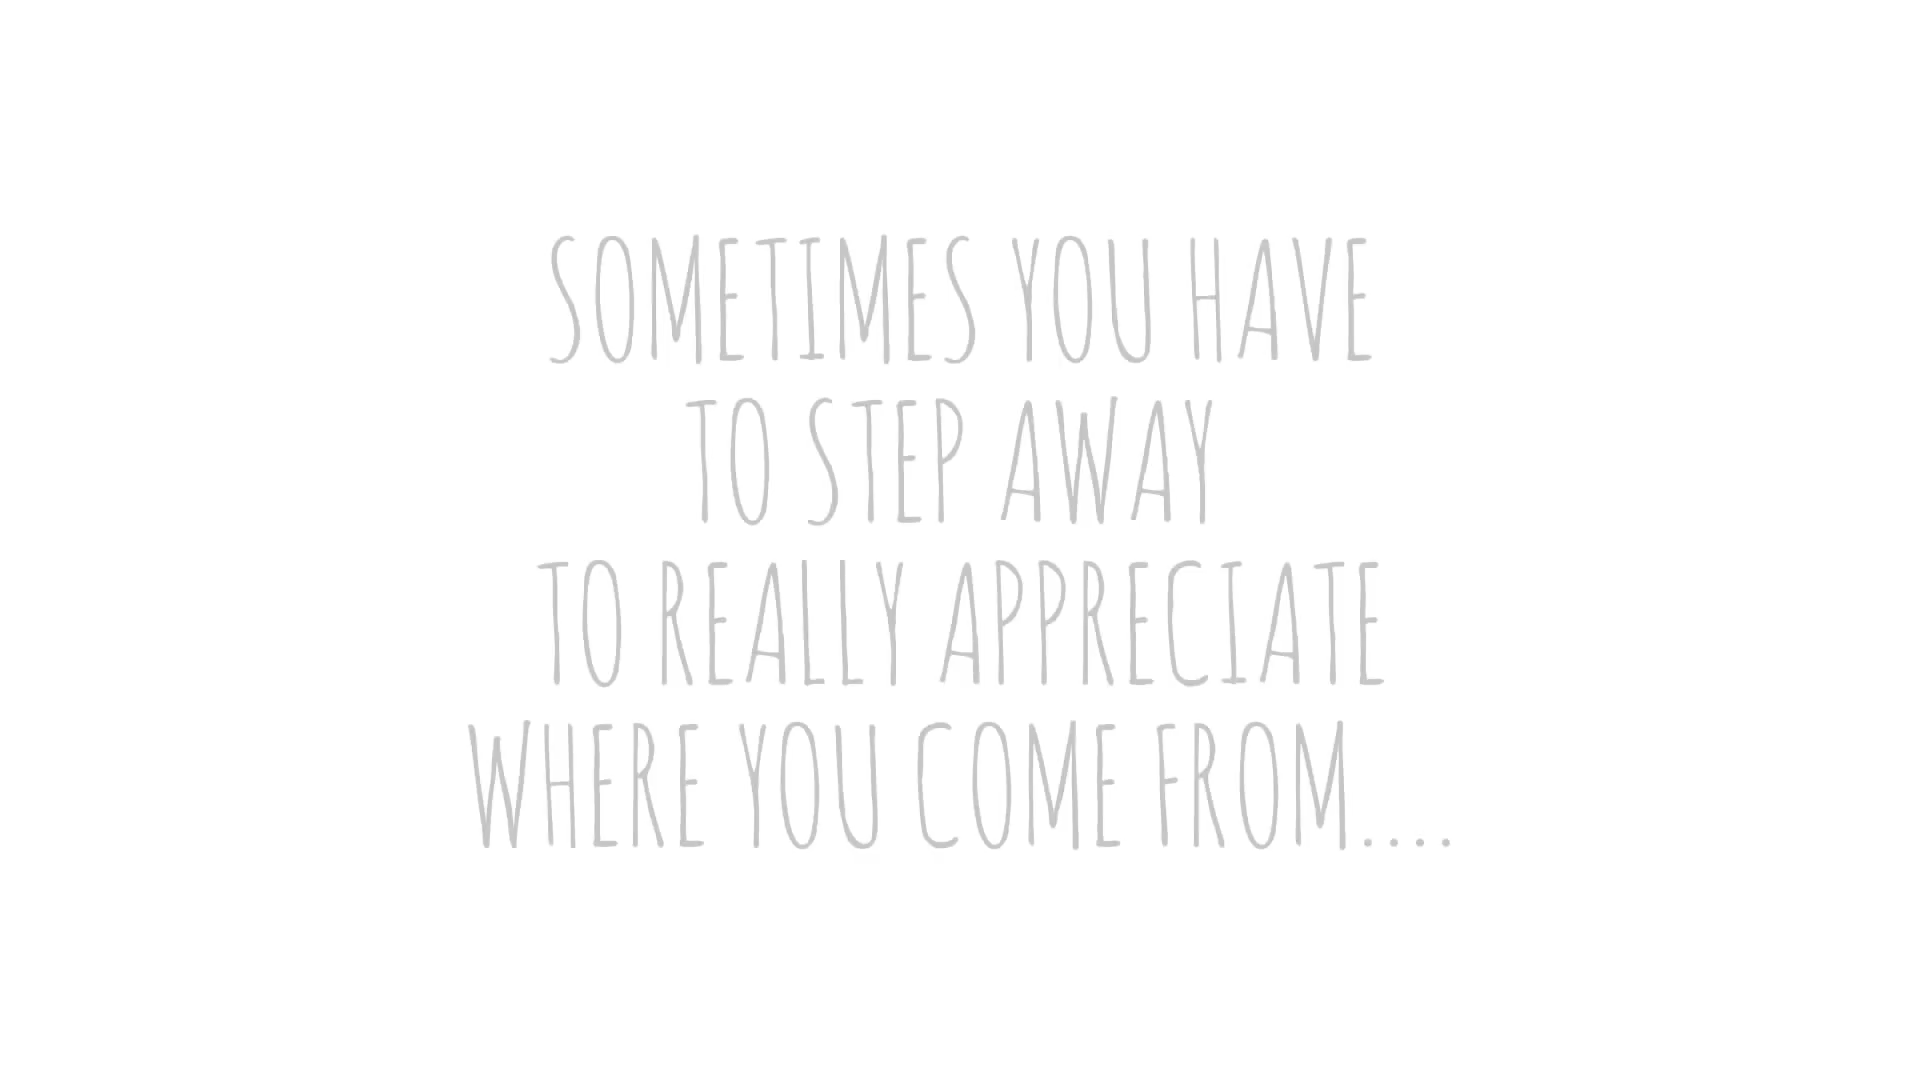 SOMETIMES YOU HAVE
TO STEP AWAY
TO REALLY APPRECIATE
WHERE YOU COME FROM....